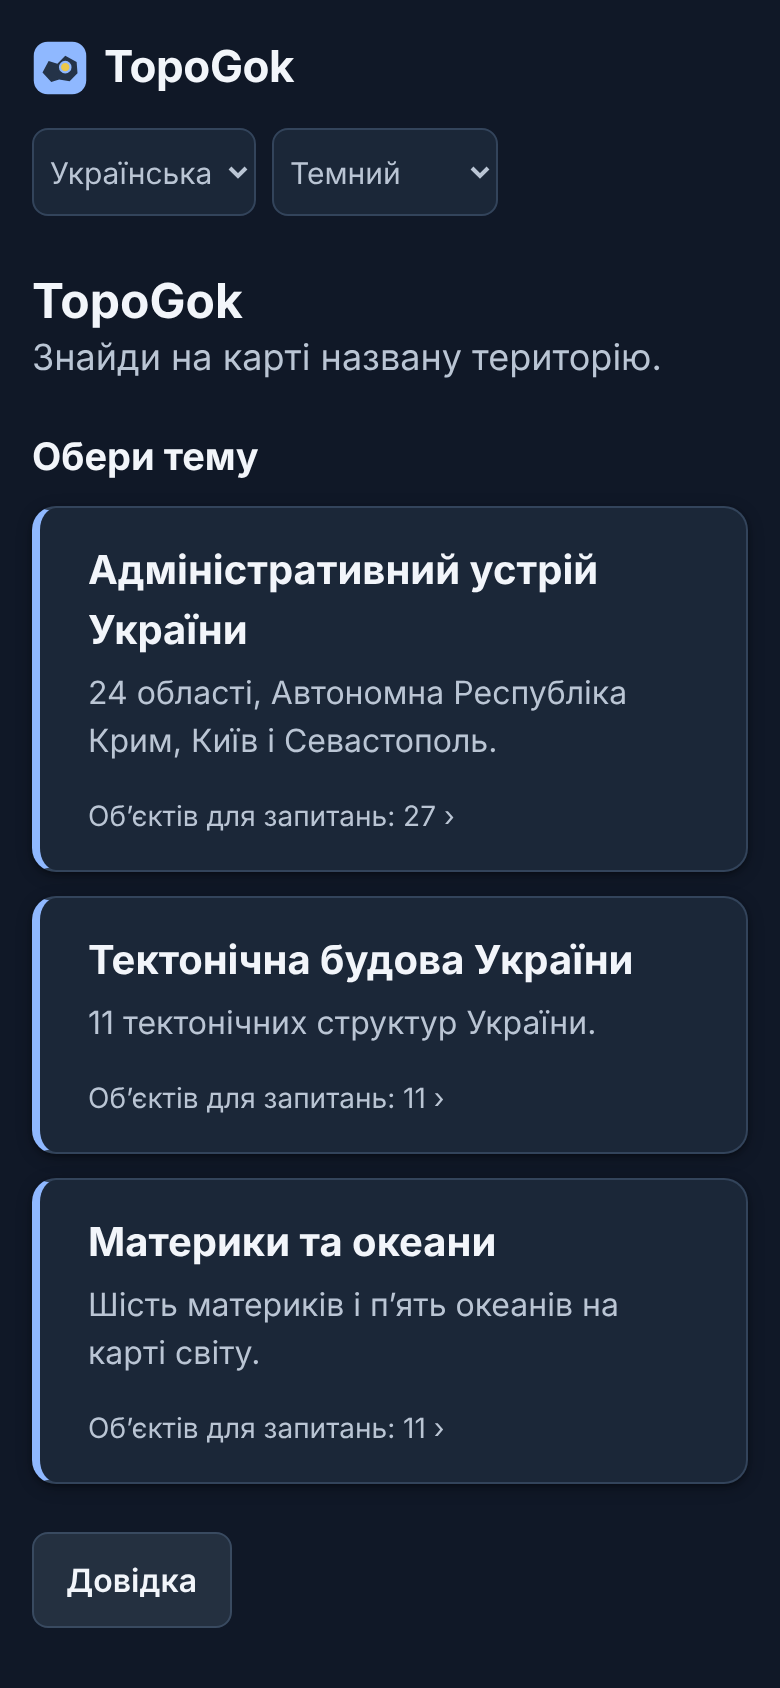 TopoGok
Українська
Темний
TopoGok
Знайди на карті названу територію.
Обери тему
Адміністративний устрій
України
24 області, Автономна Республіка
Крим, Київ і Севастополь.
Об’єктів для запитань: 27 ›
Тектонічна будова України
11 тектонічних структур України.
Об’єктів для запитань: 11 ›
Материки та океани
Шість материків і п’ять океанів на
карті світу.
Об’єктів для запитань: 11 ›
Довідка